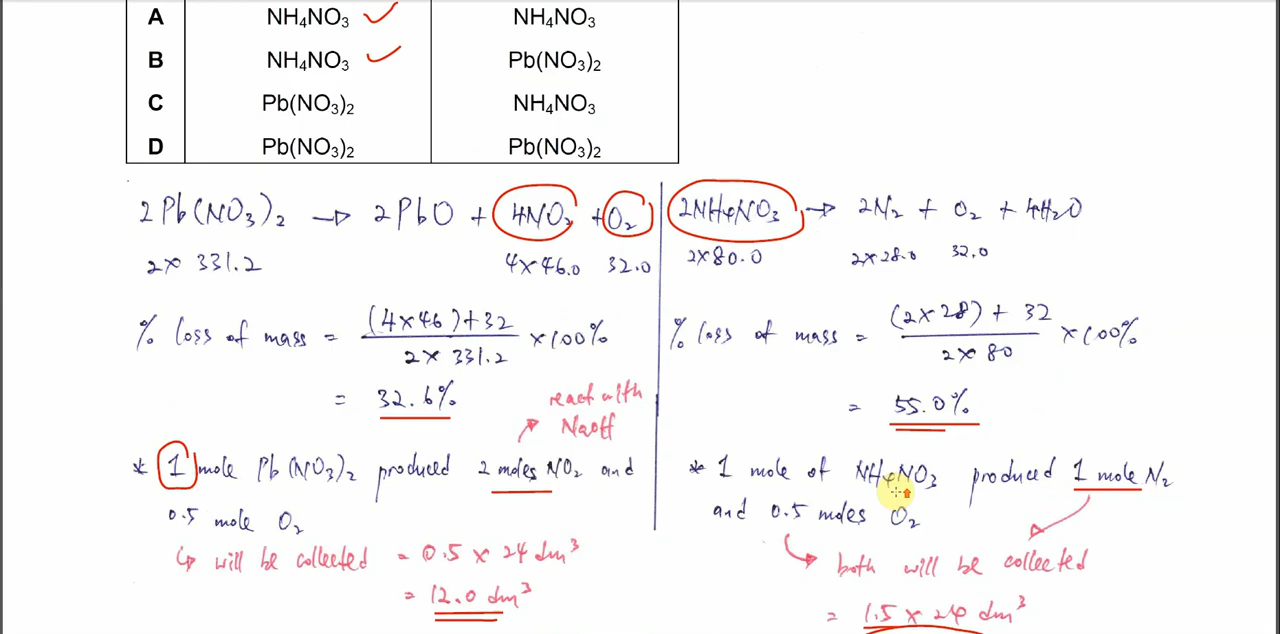 A NH₄NO₃ ✓ NH₄NO₃
B NH₄NO₃ ✓ Pb(NO₃)₂
C Pb(NO₃)₂ NH₄NO₃
D Pb(NO₃)₂ Pb(NO₃)₂
2Pb(NO₃)₂ → 2PbO + 4NO₂ + O₂
2 × 331.2 4×46.0 32.0
% loss of mass = (4×46)+32 / 2 × 331.2 ×100%
= 32.6%
react with
NaOH
* 1 mole Pb(NO₃)₂ produced 2 moles NO₂ and
0.5 mole O₂
↳ will be collected = 0.5 × 24 dm³
= 12.0 dm³
2NH₄NO₃ → 2N₂ + O₂ + 4H₂O
2×80.0 2×28.0 32.0
% loss of mass = (2×28) + 32 / 2 × 80 ×100%
= 55.0%
* 1 mole of NH₄NO₃ produced 1 mole N₂
and 0.5 moles O₂
↳ both will be collected
= 1.5 × 24 dm³